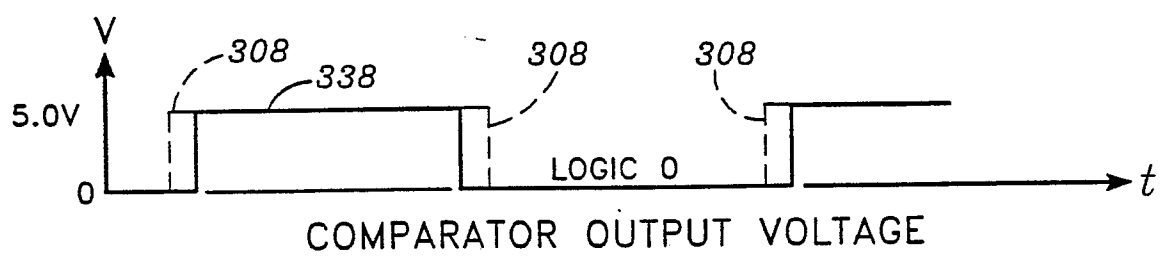 V
308
338
308
308
5.0V
0
LOGIC 0
t
COMPARATOR OUTPUT VOLTAGE